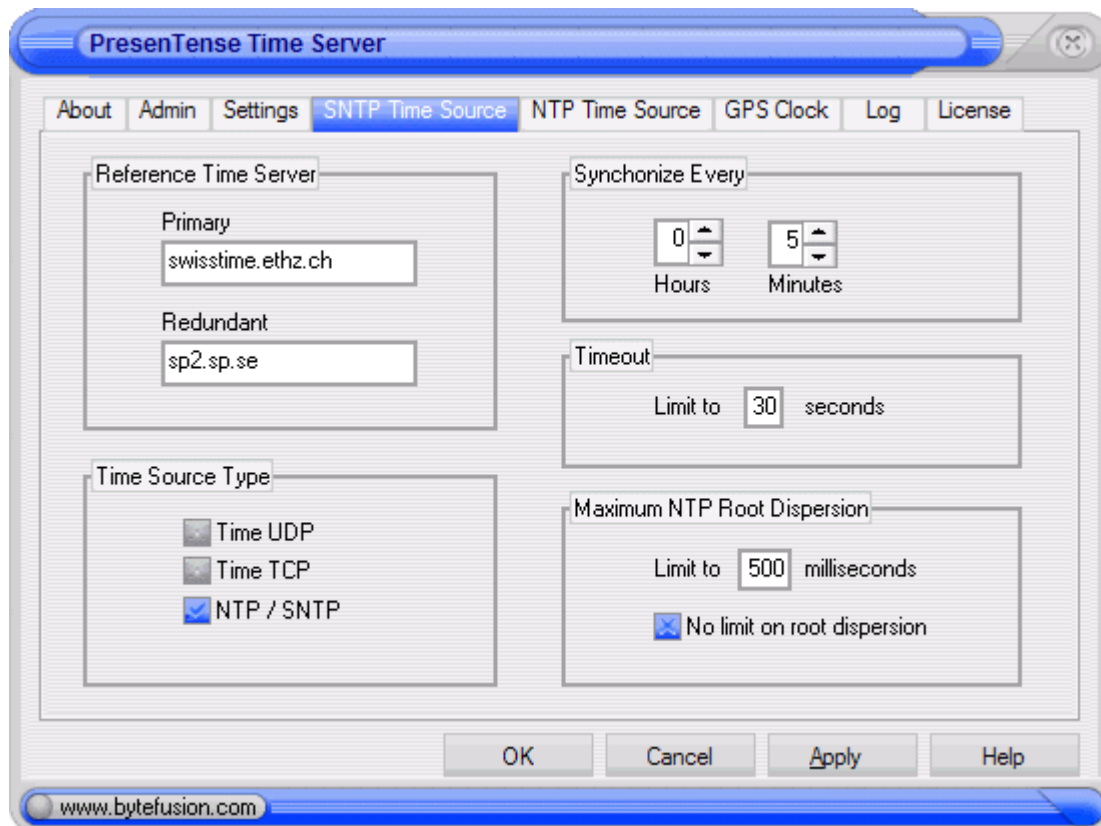 PresenTense Time Server
About Admin Settings SNTP Time Source NTP Time Source GPS Clock Log License
Reference Time Server
Primary
swisstime.ethz.ch
Redundant
sp2.sp.se
Time Source Type
Time UDP
Time TCP
NTP / SNTP
Synchonize Every
0 5
Hours Minutes
Timeout
Limit to 30 seconds
Maximum NTP Root Dispersion
Limit to 500 milliseconds
No limit on root dispersion
OK Cancel Apply Help
www.bytefusion.com